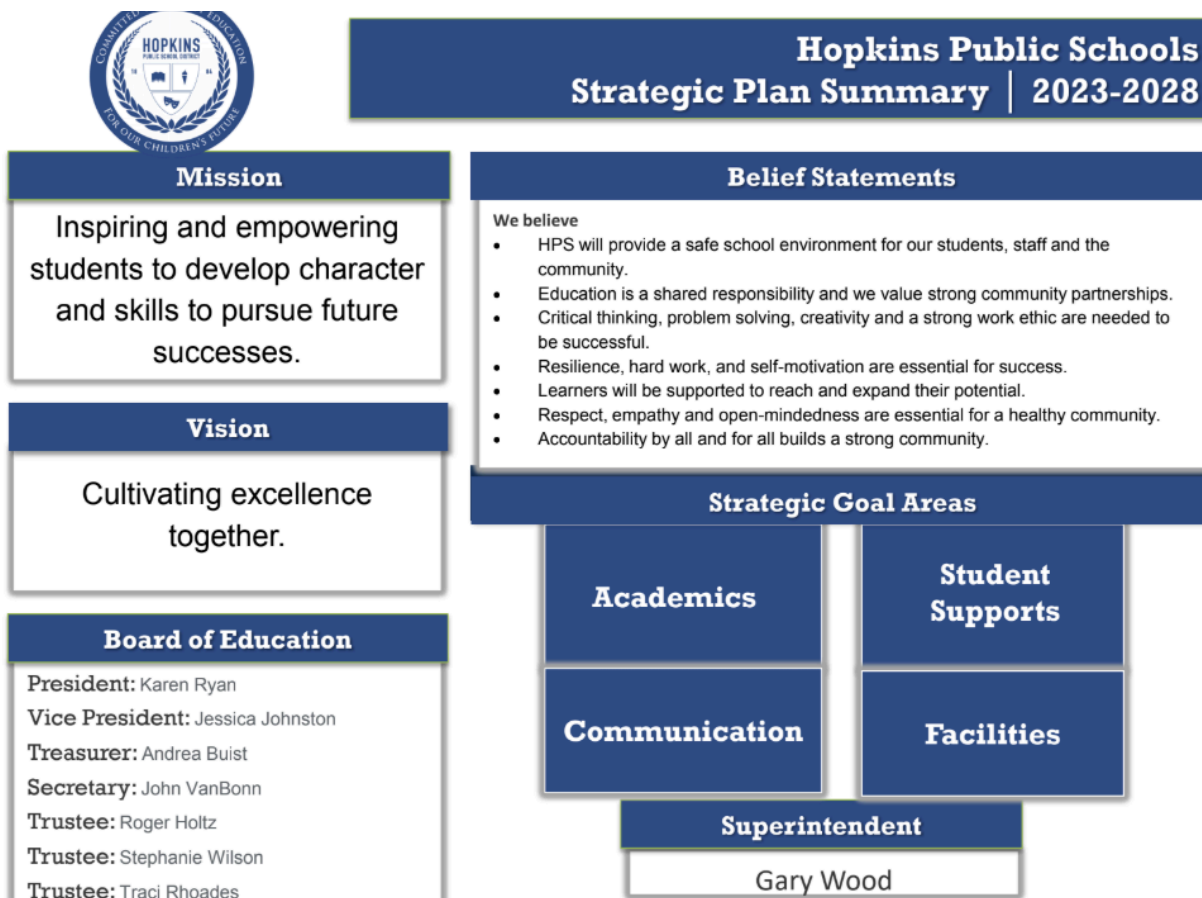 COMMITTED EDUCATION
HOPKINS
PUBLIC SCHOOL DISTRICT
FOR OUR CHILDREN'S FUTURE
Hopkins Public Schools
Strategic Plan Summary | 2023-2028
Mission
Inspiring and empowering
students to develop character
and skills to pursue future
successes.
Vision
Cultivating excellence
together.
Board of Education
President: Karen Ryan
Vice President: Jessica Johnston
Treasurer: Andrea Buist
Secretary: John VanBonn
Trustee: Roger Holtz
Trustee: Stephanie Wilson
Trustee: Traci Rhoades
Belief Statements
We believe
• HPS will provide a safe school environment for our students, staff and the
community.
• Education is a shared responsibility and we value strong community partnerships.
• Critical thinking, problem solving, creativity and a strong work ethic are needed to
be successful.
• Resilience, hard work, and self-motivation are essential for success.
• Learners will be supported to reach and expand their potential.
• Respect, empathy and open-mindedness are essential for a healthy community.
• Accountability by all and for all builds a strong community.
Strategic Goal Areas
Academics
Student
Supports
Communication
Facilities
Superintendent
Gary Wood